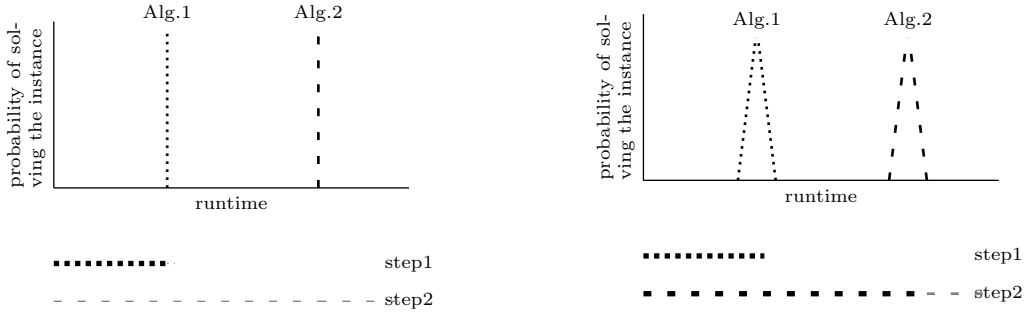 Alg.1 Alg.2
probability of sol-
ving the instance
runtime
step1
step2
Alg.1 Alg.2
probability of sol-
ving the instance
runtime
step1
step2